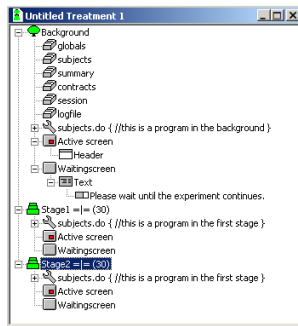 Untitled Treatment 1
Background
globals
subjects
summary
contracts
session
logfile
subjects.do { //this is a program in the background }
Active screen
Header
Waitingscreen
Text
Please wait until the experiment continues.
Stage1 =|= (30)
subjects.do { //this is a program in the first stage }
Active screen
Waitingscreen
Stage2 =|= (30)
subjects.do { //this is a program in the first stage }
Active screen
Waitingscreen